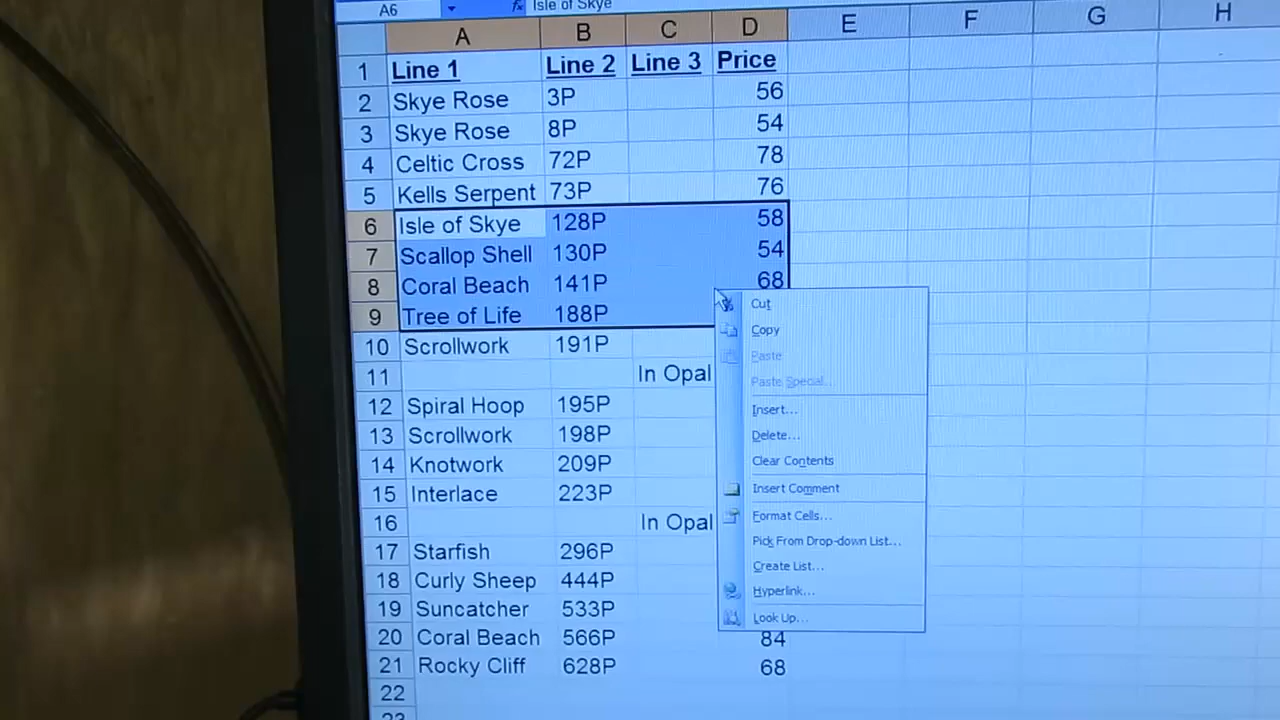 A6 fx Isle of Skye
A B C D E F G H
1 Line 1 Line 2 Line 3 Price
2 Skye Rose 3P 56
3 Skye Rose 8P 54
4 Celtic Cross 72P 78
5 Kells Serpent 73P 76
6 Isle of Skye 128P 58
7 Scallop Shell 130P 54
8 Coral Beach 141P 68
9 Tree of Life 188P
10 Scrollwork 191P
11 In Opal
12 Spiral Hoop 195P
13 Scrollwork 198P
14 Knotwork 209P
15 Interlace 223P
16 In Opal
17 Starfish 296P
18 Curly Sheep 444P
19 Suncatcher 533P
20 Coral Beach 566P 84
21 Rocky Cliff 628P 68
22
23
Cut
Copy
Paste
Paste Special...
Insert...
Delete...
Clear Contents
Insert Comment
Format Cells...
Pick From Drop-down List...
Create List...
Hyperlink...
Look Up...